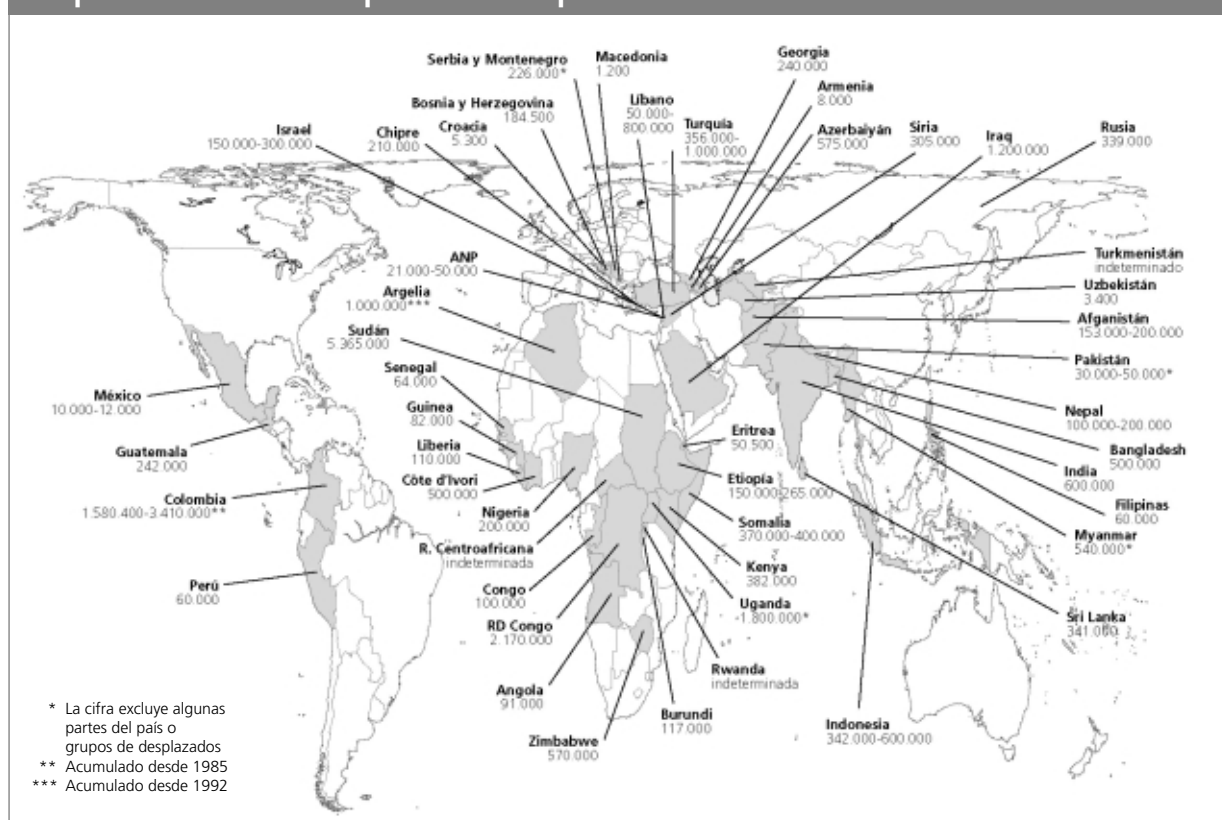 Serbia y Montenegro
226.000*
Macedonia
1.200
Georgia
240.000
Armenia
8.000
Bosnia y Herzegovina
184.500
Líbano
50.000-
800 000
Israel
150.000-300.000
Chipre
210.000
Croacia
5.300
Turquía
356.000-
1.000.000
Azerbaiyán
575.000
Siria
305.000
Iraq
1.200.000
Rusia
339.000
ANP
21.000-50.000
Argelia
1.000.000***
Sudán
5.365.000
Senegal
64.000
Guinea
82.000
Liberia
110.000
Côte d'Ivori
500.000
Nigeria
200.000
R. Centroafricana
indeterminada
Congo
100.000
RD Congo
2.170.000
Angola
91.000
Zimbabwe
570.000
México
10.000-12.000
Guatemala
242.000
Colombia
1.580.400-3.410.000**
Perú
60.000
Turkmenistán
indeterminado
Uzbekistán
3.400
Afganistán
153.000-200.000
Pakistán
30.000-50.000*
Nepal
100.000-200.000
Bangladesh
500.000
India
600.000
Filipinas
60.000
Myanmar
540.000*
Sri Lanka
341.000
Eritrea
50.500
Etiopía
150.000-265.000
Somalia
370.000-400.000
Kenya
382.000
Uganda
-1.800.000*
Rwanda
indeterminada
Burundi
117.000
Indonesia
342.000-600.000
* La cifra excluye algunas
partes del país o
grupos de desplazados
** Acumulado desde 1985
*** Acumulado desde 1992